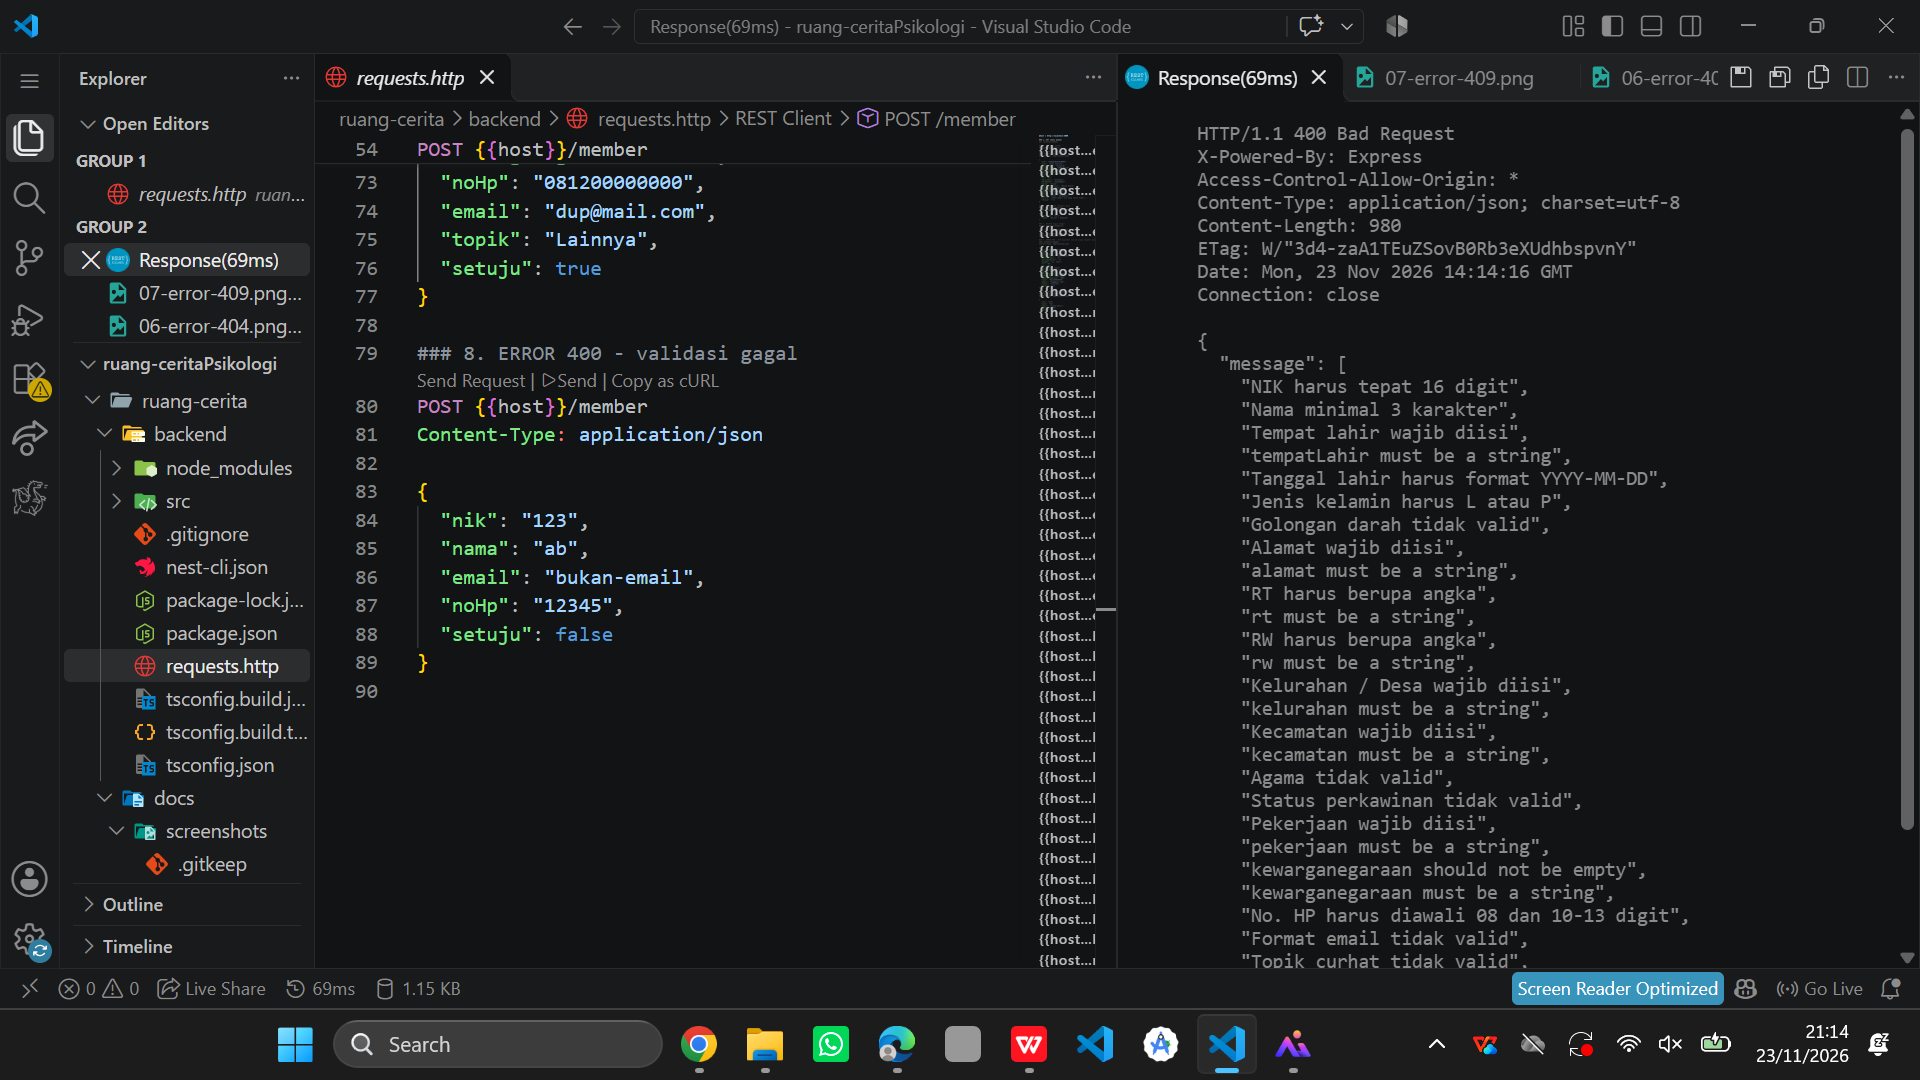 Response(69ms) - ruang-ceritaPsikologi - Visual Studio Code
Explorer
Open Editors
GROUP 1
requests.http ruan...
GROUP 2
Response(69ms)
07-error-409.png...
06-error-404.png...
ruang-ceritaPsikologi
ruang-cerita
backend
node_modules
src
.gitignore
nest-cli.json
package-lock.j...
package.json
requests.http
tsconfig.build.j...
tsconfig.build.t...
tsconfig.json
docs
screenshots
.gitkeep
Outline
Timeline
requests.http
ruang-cerita > backend > requests.http > REST Client > POST /member
54 POST {{host}}/member
73 "noHp": "081200000000",
74 "email": "dup@mail.com",
75 "topik": "Lainnya",
76 "setuju": true
77 }
78
79 ### 8. ERROR 400 - validasi gagal
Send Request | Send | Copy as cURL
80 POST {{host}}/member
81 Content-Type: application/json
82
83 {
84 "nik": "123",
85 "nama": "ab",
86 "email": "bukan-email",
87 "noHp": "12345",
88 "setuju": false
89 }
90
Response(69ms)
07-error-409.png
06-error-40
HTTP/1.1 400 Bad Request
X-Powered-By: Express
Access-Control-Allow-Origin: *
Content-Type: application/json; charset=utf-8
Content-Length: 980
ETag: W/"3d4-zaA1TEuZSovB0Rb3eXUdhbspvnY"
Date: Mon, 23 Nov 2026 14:14:16 GMT
Connection: close
{
"message": [
"NIK harus tepat 16 digit",
"Nama minimal 3 karakter",
"Tempat lahir wajib diisi",
"tempatLahir must be a string",
"Tanggal lahir harus format YYYY-MM-DD",
"Jenis kelamin harus L atau P",
"Golongan darah tidak valid",
"Alamat wajib diisi",
"alamat must be a string",
"RT harus berupa angka",
"rt must be a string",
"RW harus berupa angka",
"rw must be a string",
"Kelurahan / Desa wajib diisi",
"kelurahan must be a string",
"Kecamatan wajib diisi",
"kecamatan must be a string",
"Agama tidak valid",
"Status perkawinan tidak valid",
"Pekerjaan wajib diisi",
"pekerjaan must be a string",
"kewarganegaraan should not be empty",
"kewarganegaraan must be a string",
"No. HP harus diawali 08 dan 10-13 digit",
"Format email tidak valid",
"Topik curhat tidak valid",
0 0 Live Share 69ms 1.15 KB
Screen Reader Optimized
Go Live
Search
21:14
23/11/2026